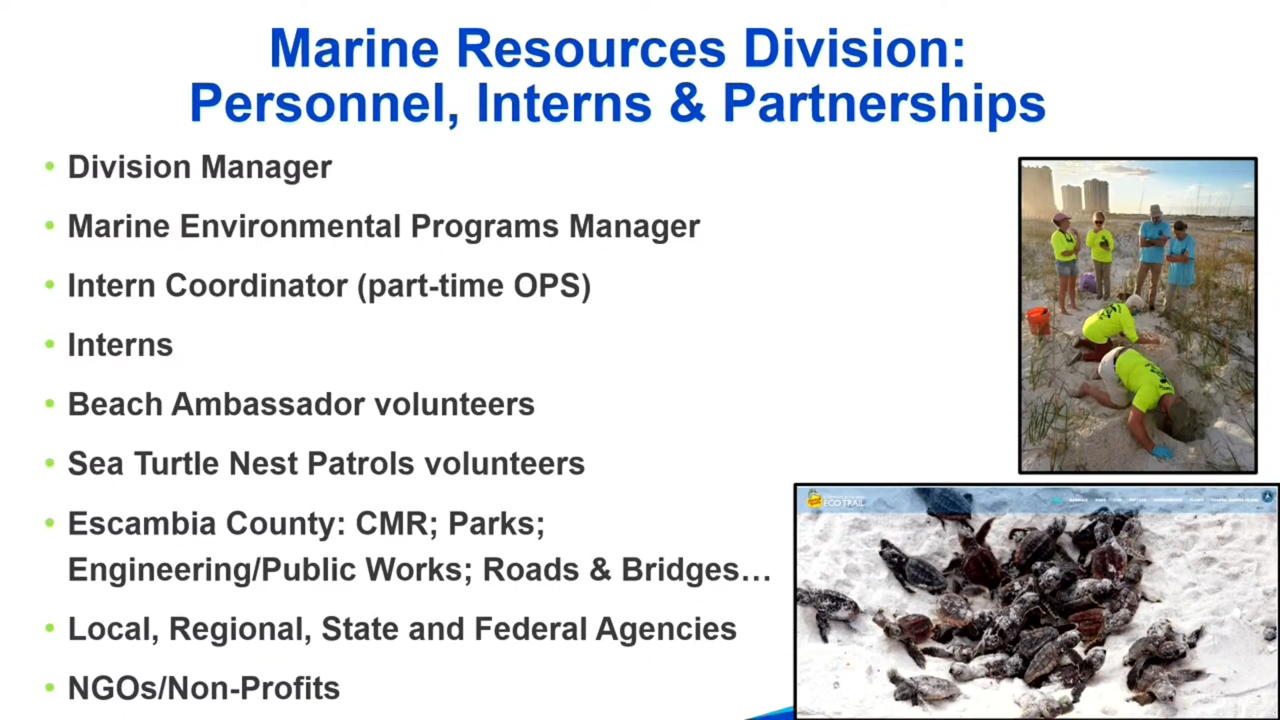 Marine Resources Division:
Personnel, Interns & Partnerships
• Division Manager
• Marine Environmental Programs Manager
• Intern Coordinator (part-time OPS)
• Interns
• Beach Ambassador volunteers
• Sea Turtle Nest Patrols volunteers
• Escambia County: CMR; Parks;
Engineering/Public Works; Roads & Bridges…
• Local, Regional, State and Federal Agencies
• NGOs/Non-Profits
ECO TRAIL